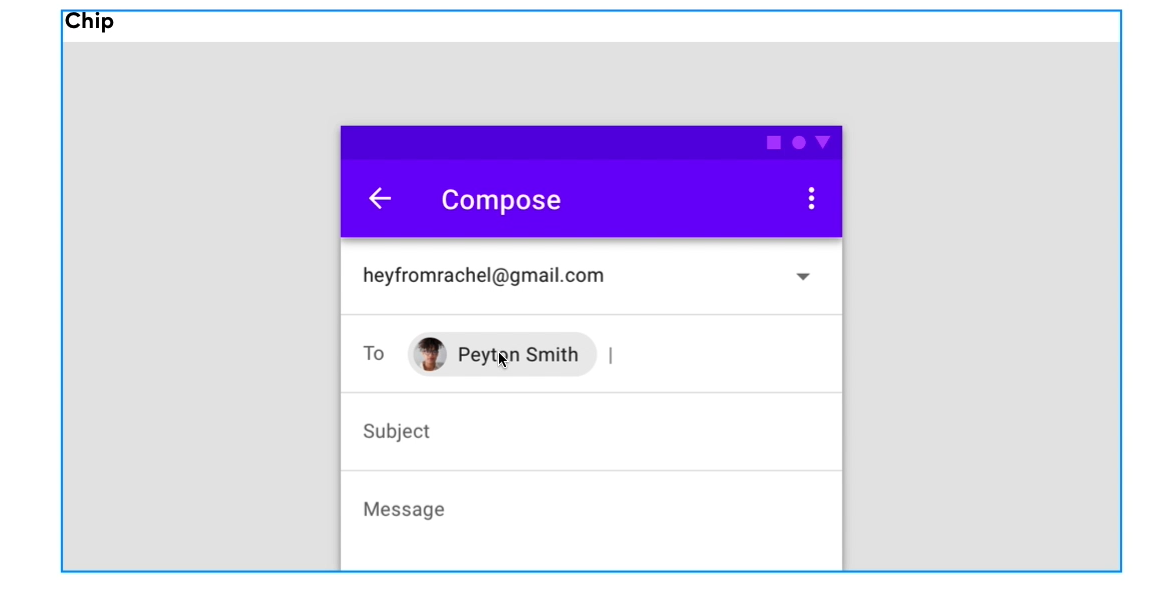 Chip
Compose
heyfromrachel@gmail.com
To Peyton Smith
Subject
Message